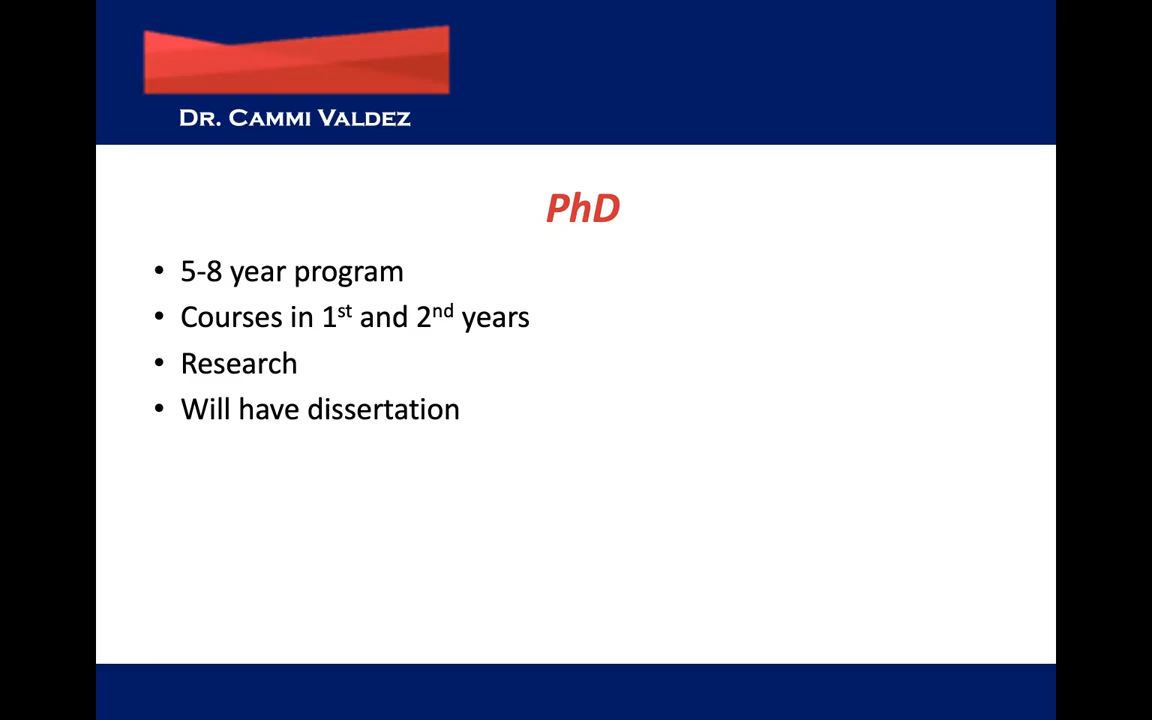 DR. CAMMI VALDEZ
PhD
• 5-8 year program
• Courses in 1st and 2nd years
• Research
• Will have dissertation